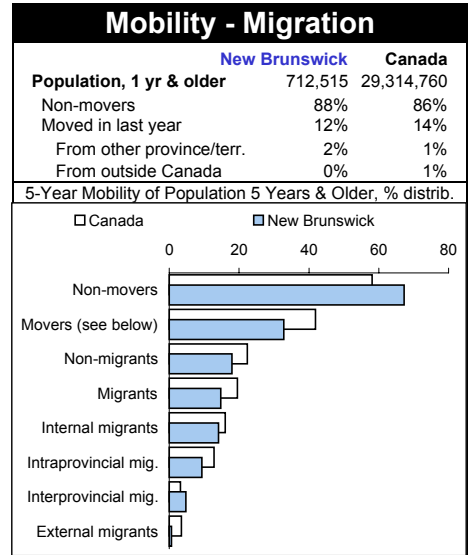 Mobility - Migration
New Brunswick Canada
Population, 1 yr & older 712,515 29,314,760
Non-movers 88% 86%
Moved in last year 12% 14%
From other province/terr. 2% 1%
From outside Canada 0% 1%
5-Year Mobility of Population 5 Years & Older, % distrib.
Canada New Brunswick
0 20 40 60 80
Non-movers
Movers (see below)
Non-migrants
Migrants
Internal migrants
Intraprovincial mig.
Interprovincial mig.
External migrants